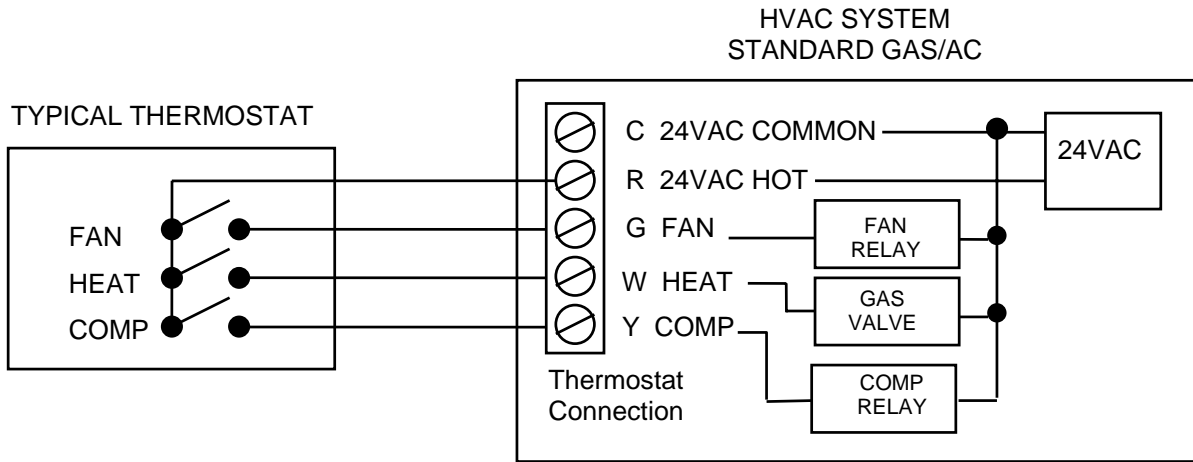 HVAC SYSTEM
STANDARD GAS/AC
TYPICAL THERMOSTAT
FAN
HEAT
COMP
C 24VAC COMMON
R 24VAC HOT
G FAN
W HEAT
Y COMP
Thermostat
Connection
24VAC
FAN
RELAY
GAS
VALVE
COMP
RELAY